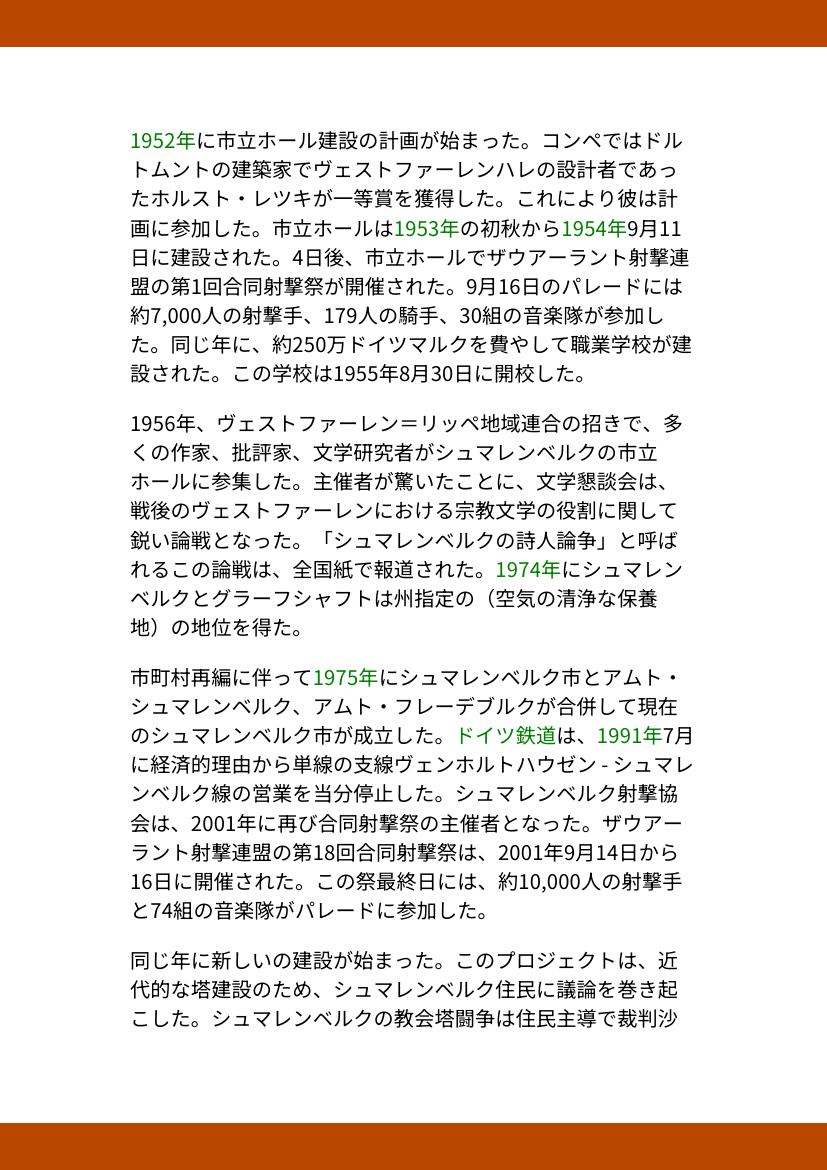 1952年に市立ホール建設の計画が始まった。コンペではドル
トムントの建築家でヴェストファーレンハレの設計者であっ
たホルスト・レツキが一等賞を獲得した。これにより彼は計
画に参加した。市立ホールは1953年の初秋から1954年9月11
日に建設された。4日後、市立ホールでザウアーラント射撃連
盟の第1回合同射撃祭が開催された。9月16日のパレードには
約7,000人の射撃手、179人の騎手、30組の音楽隊が参加し
た。同じ年に、約250万ドイツマルクを費やして職業学校が建
設された。この学校は1955年8月30日に開校した。
1956年、ヴェストファーレン＝リッペ地域連合の招きで、多
くの作家、批評家、文学研究者がシュマレンベルクの市立
ホールに参集した。主催者が驚いたことに、文学懇談会は、
戦後のヴェストファーレンにおける宗教文学の役割に関して
鋭い論戦となった。「シュマレンベルクの詩人論争」と呼ば
れるこの論戦は、全国紙で報道された。1974年にシュマレン
ベルクとグラーフシャフトは州指定の（空気の清浄な保養
地）の地位を得た。
市町村再編に伴って1975年にシュマレンベルク市とアムト・
シュマレンベルク、アムト・フレーデブルクが合併して現在
のシュマレンベルク市が成立した。ドイツ鉄道は、1991年7月
に経済的理由から単線の支線ヴェンホルトハウゼン - シュマレ
ンベルク線の営業を当分停止した。シュマレンベルク射撃協
会は、2001年に再び合同射撃祭の主催者となった。ザウアー
ラント射撃連盟の第18回合同射撃祭は、2001年9月14日から
16日に開催された。この祭最終日には、約10,000人の射撃手
と74組の音楽隊がパレードに参加した。
同じ年に新しいの建設が始まった。このプロジェクトは、近
代的な塔建設のため、シュマレンベルク住民に議論を巻き起
こした。シュマレンベルクの教会塔闘争は住民主導で裁判沙